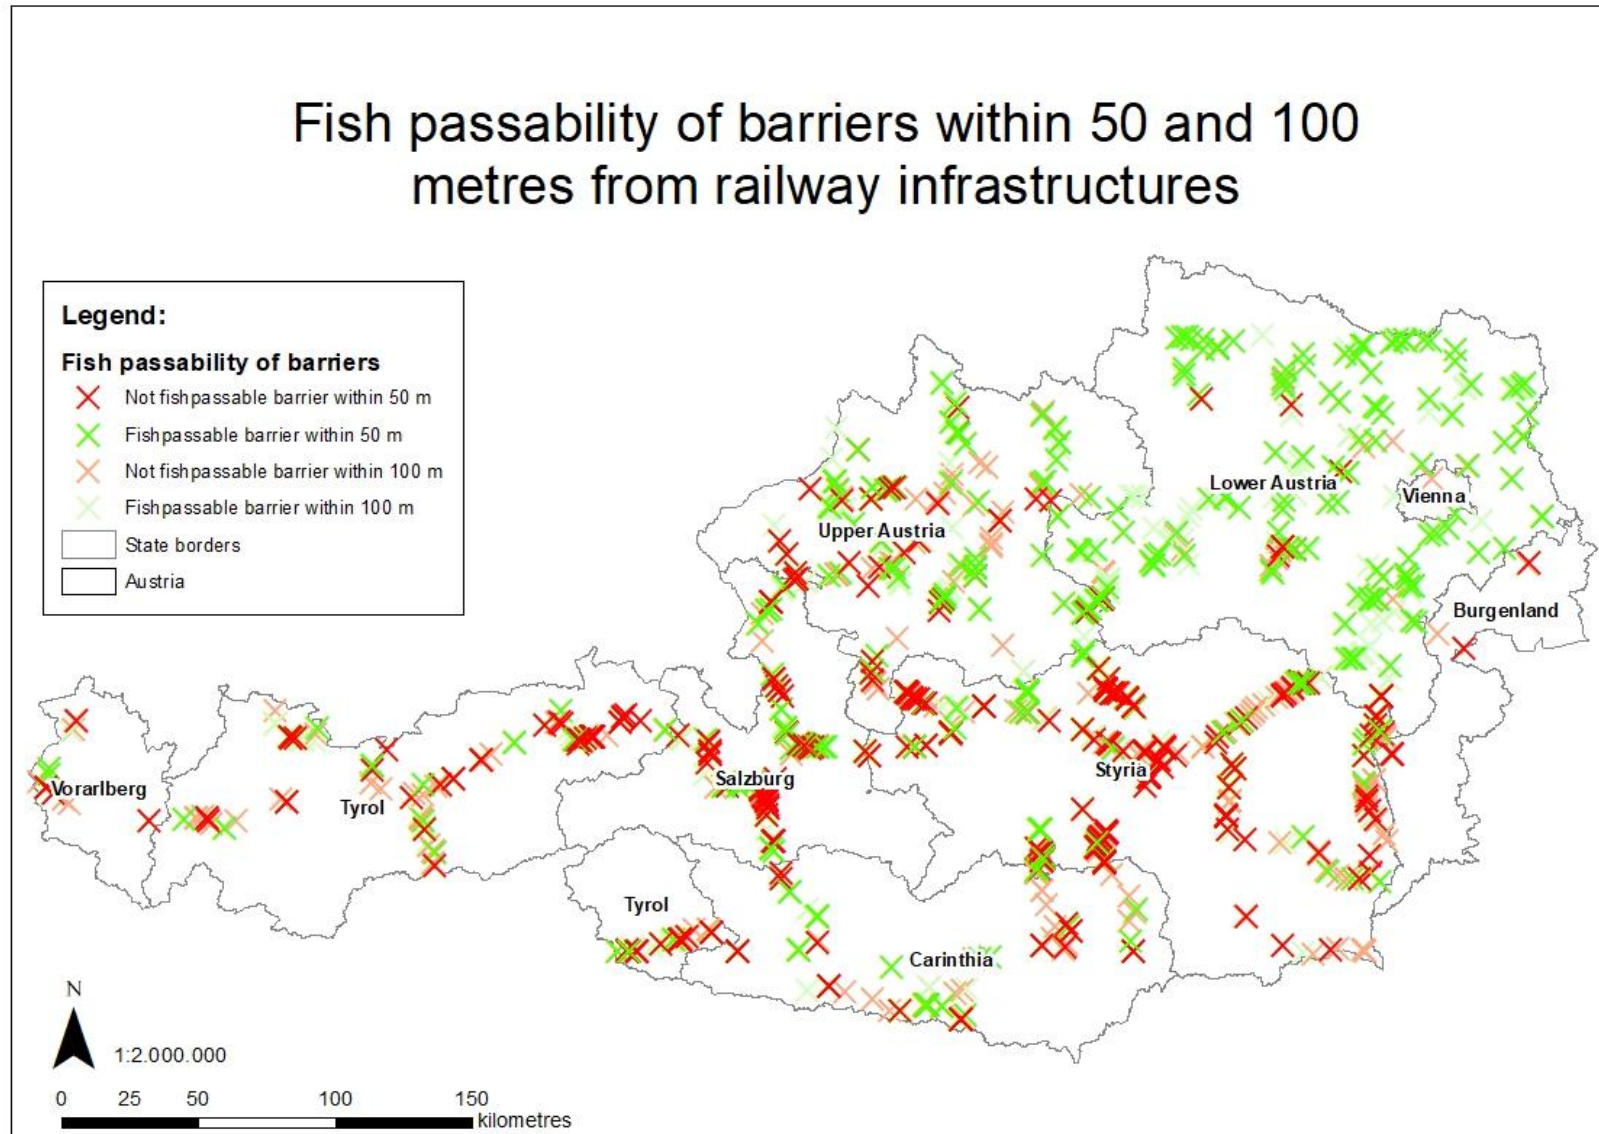 Fish passability of barriers within 50 and 100
metres from railway infrastructures
Legend:
Fish passability of barriers
Not fishpassable barrier within 50 m
Fishpassable barrier within 50 m
Not fishpassable barrier within 100 m
Fishpassable barrier within 100 m
State borders
Austria
Lower Austria
Vienna
Upper Austria
Burgenland
Styria
Salzburg
Vorarlberg
Tyrol
Tyrol
Carinthia
N
1:2.000.000
0 25 50 100 150
kilometres